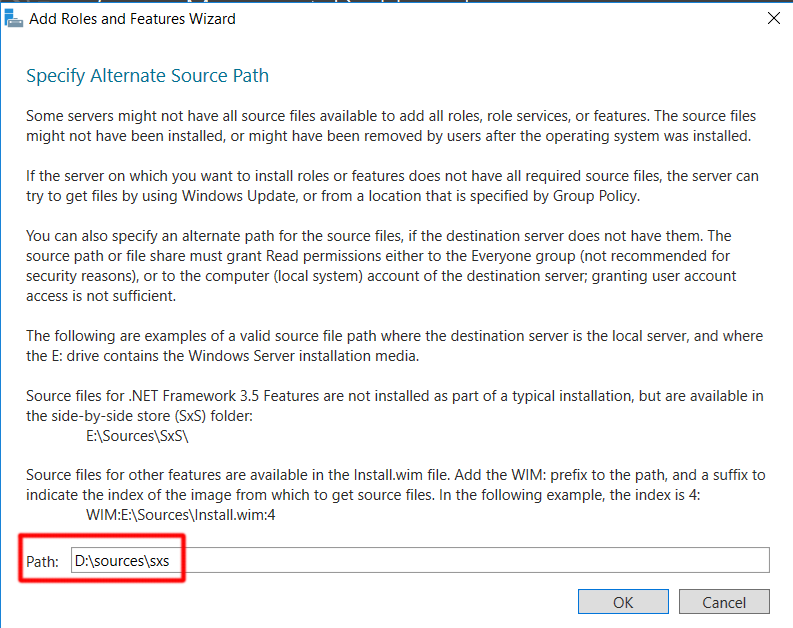 Add Roles and Features Wizard
Specify Alternate Source Path
Some servers might not have all source files available to add all roles, role services, or features. The source files
might not have been installed, or might have been removed by users after the operating system was installed.
If the server on which you want to install roles or features does not have all required source files, the server can
try to get files by using Windows Update, or from a location that is specified by Group Policy.
You can also specify an alternate path for the source files, if the destination server does not have them. The
source path or file share must grant Read permissions either to the Everyone group (not recommended for
security reasons), or to the computer (local system) account of the destination server; granting user account
access is not sufficient.
The following are examples of a valid source file path where the destination server is the local server, and where
the E: drive contains the Windows Server installation media.
Source files for .NET Framework 3.5 Features are not installed as part of a typical installation, but are available in
the side-by-side store (SxS) folder:
E:\Sources\SxS\
Source files for other features are available in the Install.wim file. Add the WIM: prefix to the path, and a suffix to
indicate the index of the image from which to get source files. In the following example, the index is 4:
WIM:E:\Sources\Install.wim:4
Path: D:\sources\sxs
OK Cancel